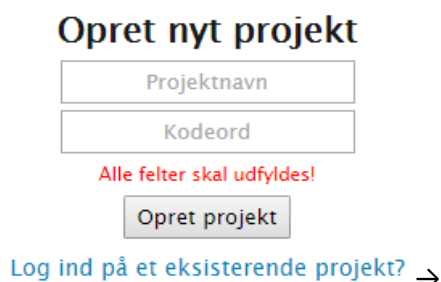 Opret nyt projekt
Projektnavn
Kodeord
Alle felter skal udfyldes!
Opret projekt
Log ind på et eksisterende projekt? →